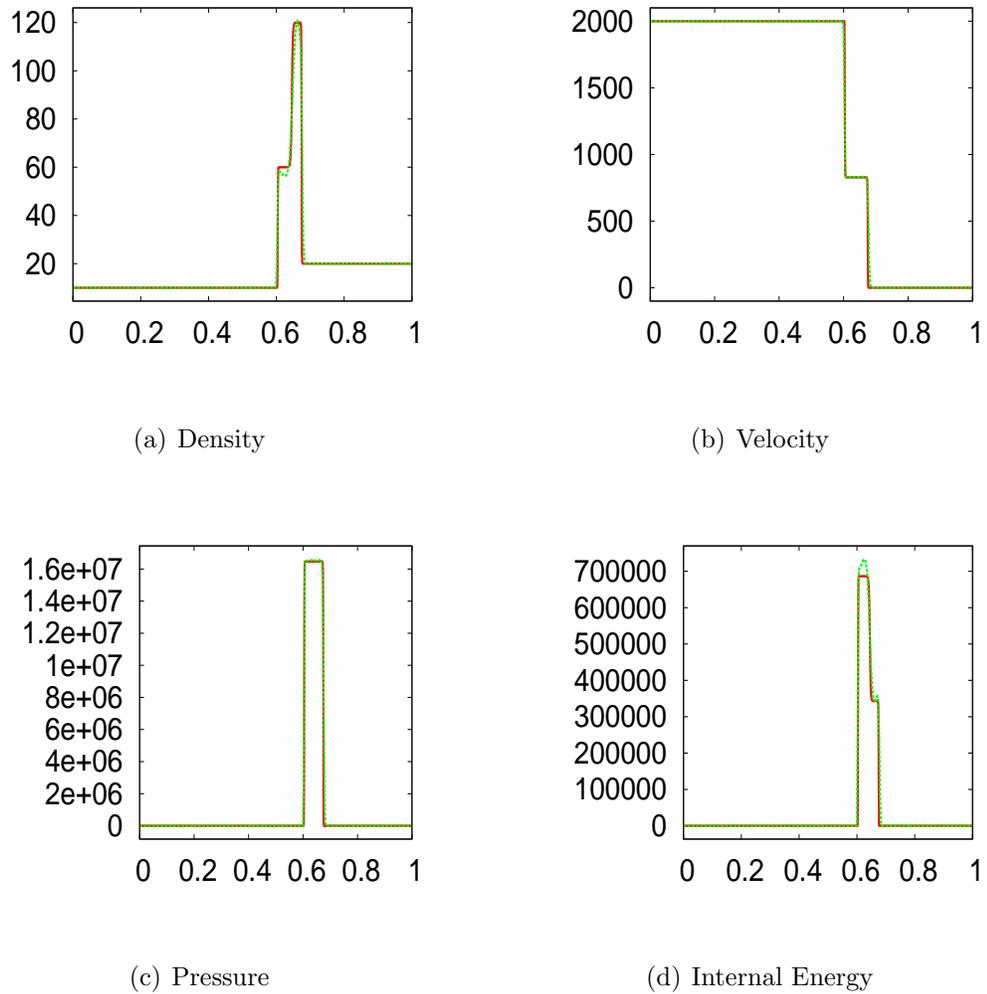 120
100
80
60
40
20
0 0.2 0.4 0.6 0.8 1
(a) Density
2000
1500
1000
500
0
0 0.2 0.4 0.6 0.8 1
(b) Velocity
1.6e+07
1.4e+07
1.2e+07
1e+07
8e+06
6e+06
4e+06
2e+06
0
0 0.2 0.4 0.6 0.8 1
(c) Pressure
700000
600000
500000
400000
300000
200000
100000
0
0 0.2 0.4 0.6 0.8 1
(d) Internal Energy